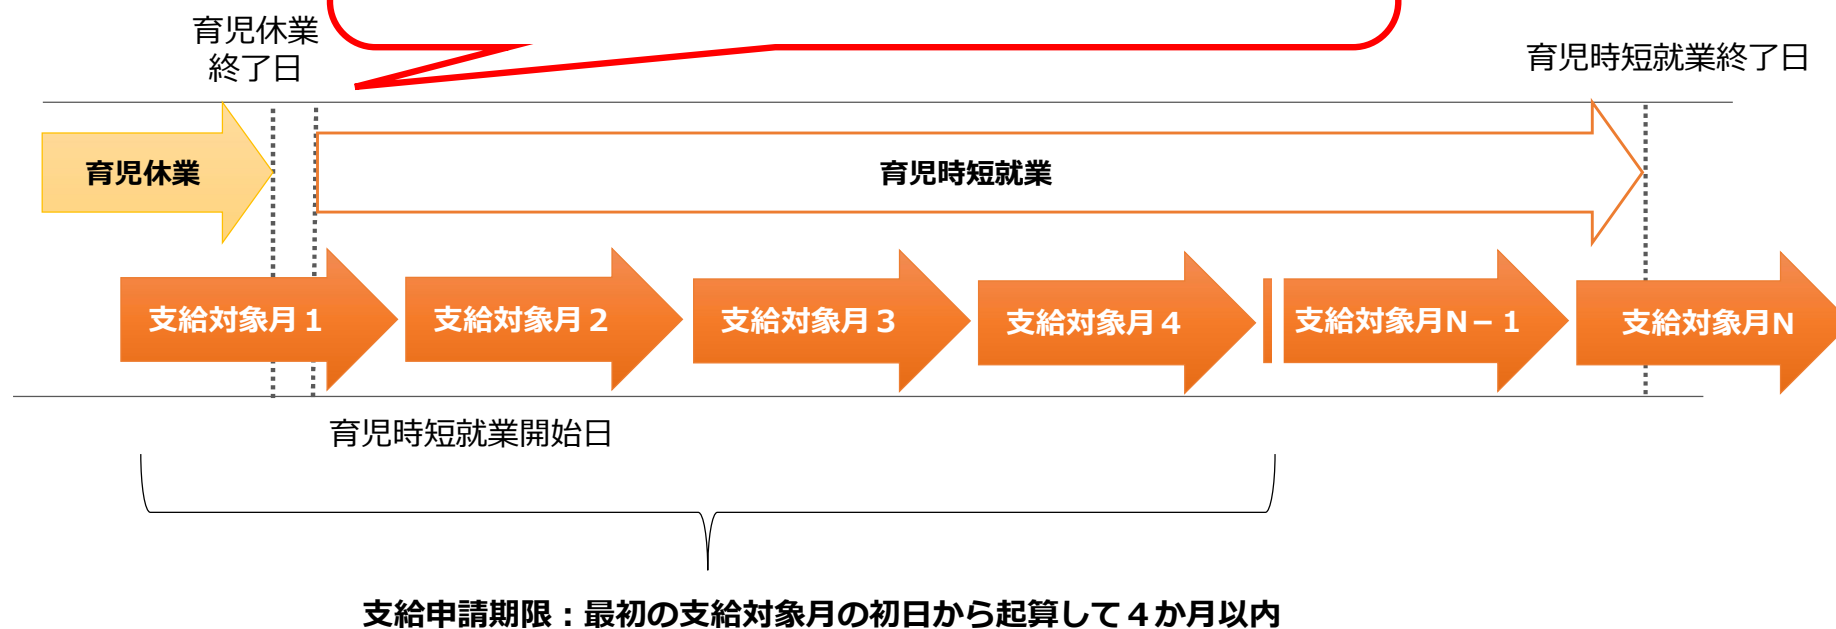 育児休業
終了日
育児時短就業終了日
育児休業
育児時短就業
支給対象月１
支給対象月２
支給対象月３
支給対象月４
支給対象月N－１
支給対象月N
育児時短就業開始日
支給申請期限：最初の支給対象月の初日から起算して４か月以内